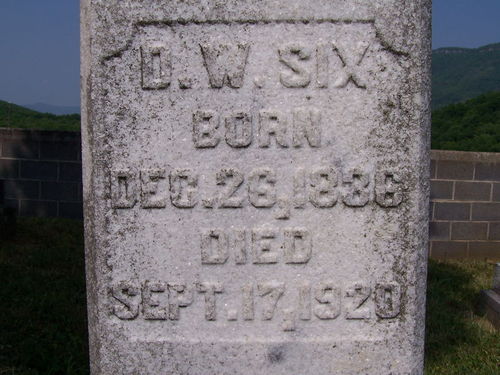 D.W. SIX
BORN
DEC. 26, 1836
DIED
SEPT. 17, 1920